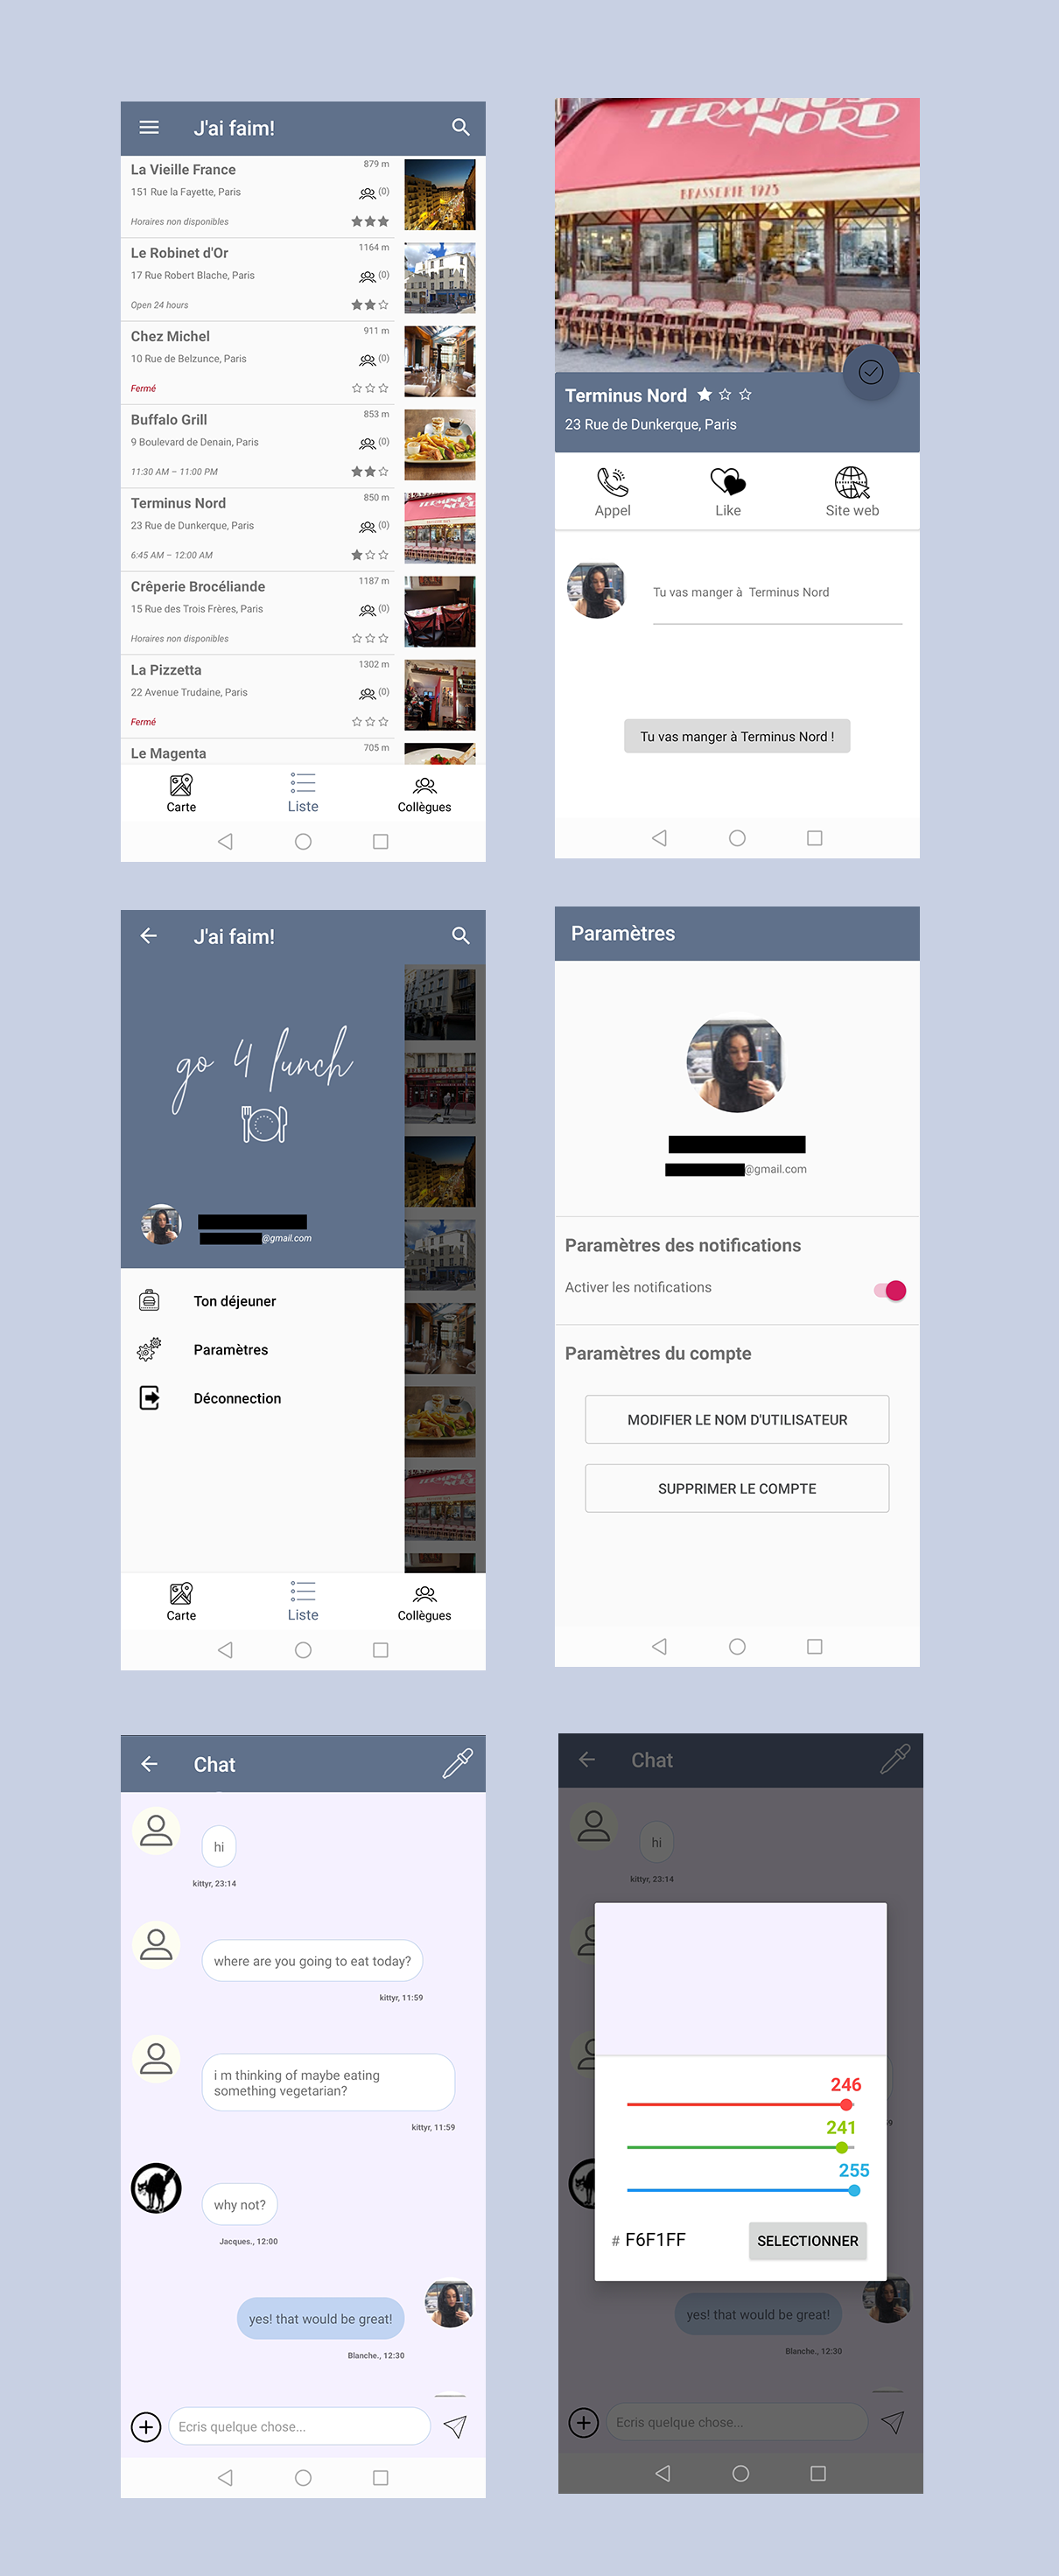 J'ai faim!
La Vieille France
879 m
151 Rue la Fayette, Paris
(0)
Horaires non disponibles
Le Robinet d'Or
1164 m
17 Rue Robert Blache, Paris
(0)
Open 24 hours
Chez Michel
911 m
10 Rue de Belzunce, Paris
(0)
Fermé
Buffalo Grill
853 m
9 Boulevard de Denain, Paris
(0)
11:30 AM – 11:00 PM
Terminus Nord
850 m
23 Rue de Dunkerque, Paris
(0)
6:45 AM – 12:00 AM
Crêperie Brocéliande
1187 m
15 Rue des Trois Frères, Paris
(0)
Horaires non disponibles
La Pizzetta
1302 m
22 Avenue Trudaine, Paris
(0)
Fermé
Le Magenta
705 m
Carte
Liste
Collègues
TERMINUS
NORD
BRASSERIE 1925
Terminus Nord
23 Rue de Dunkerque, Paris
Appel
Like
Site web
Tu vas manger à Terminus Nord
Tu vas manger à Terminus Nord !
J'ai faim!
go 4 lunch
@gmail.com
Ton déjeuner
Paramètres
Déconnection
Carte
Liste
Collègues
Paramètres
@gmail.com
Paramètres des notifications
Activer les notifications
Paramètres du compte
MODIFIER LE NOM D'UTILISATEUR
SUPPRIMER LE COMPTE
Chat
hi
kittyr, 23:14
where are you going to eat today?
kittyr, 11:59
i m thinking of maybe eating
something vegetarian?
kittyr, 11:59
why not?
Jacques., 12:00
yes! that would be great!
Blanche., 12:30
Ecris quelque chose...
Chat
hi
kittyr, 23:14
246
241
255
# F6F1FF
SELECTIONNER
yes! that would be great!
Blanche., 12:30
Ecris quelque chose...